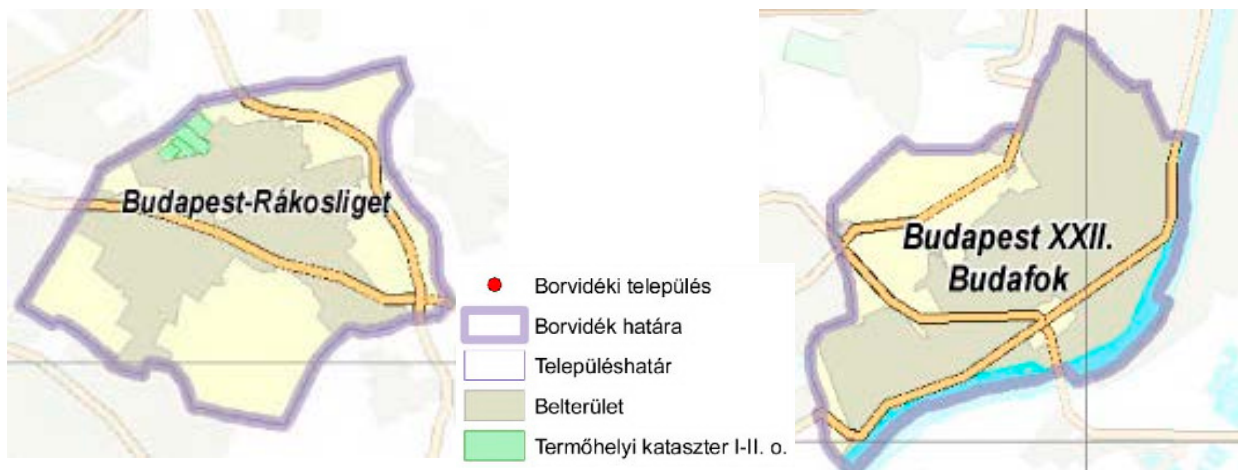 Budapest-Rákosliget
Budapest XXII.
Budafok
Borvidéki település
Borvidék határa
Településhatár
Belterület
Termőhelyi kataszter I-II. o.